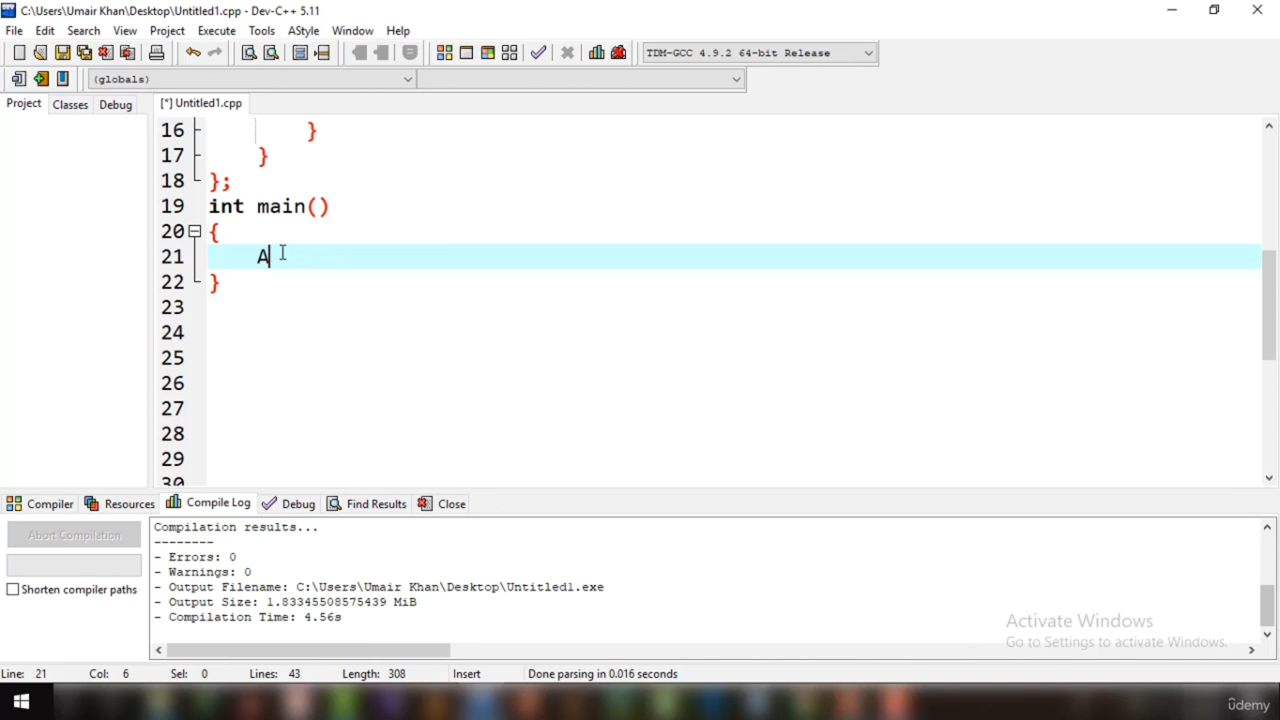 C:\Users\Umair Khan\Desktop\Untitled1.cpp - Dev-C++ 5.11
File Edit Search View Project Execute Tools AStyle Window Help
TDM-GCC 4.9.2 64-bit Release
(globals)
Project Classes Debug [*] Untitled1.cpp
16 }
17 }
18 };
19 int main()
20 {
21 A
22 }
23
24
25
26
27
28
29
30
Compiler Resources Compile Log Debug Find Results Close
Abort Compilation
Shorten compiler paths
Compilation results...
--------
- Errors: 0
- Warnings: 0
- Output Filename: C:\Users\Umair Khan\Desktop\Untitled1.exe
- Output Size: 1.83345508575439 MiB
- Compilation Time: 4.56s
Activate Windows
Go to Settings to activate Windows.
Line: 21 Col: 6 Sel: 0 Lines: 43 Length: 308 Insert Done parsing in 0.016 seconds
ûdemy